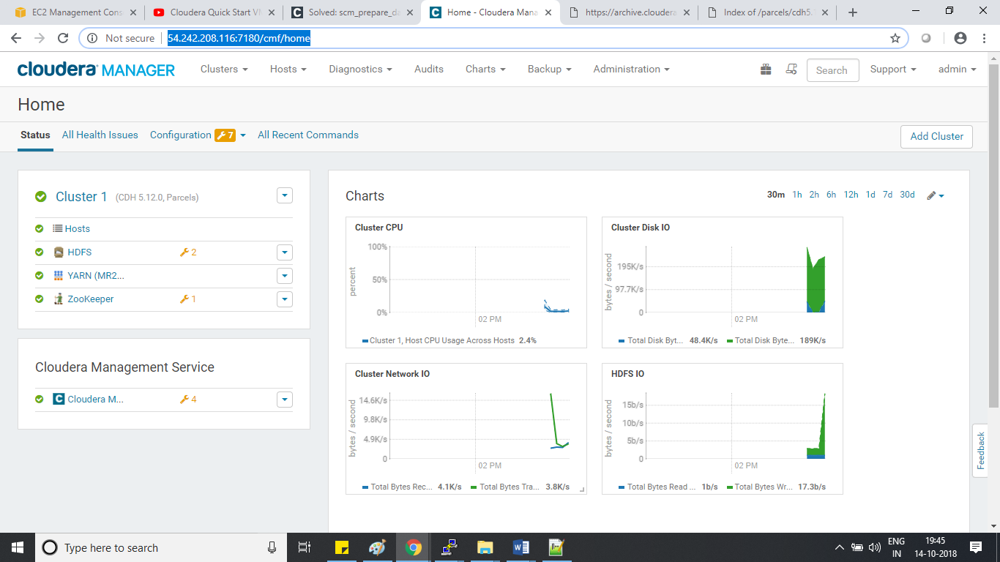 EC2 Management Cons
Cloudera Quick Start VM
Solved: scm_prepare_da
Home - Cloudera Mana
https://archive.cloudera
Index of /parcels/cdh5.
Not secure
54.242.208.116:7180/cmf/home
cloudera MANAGER
Clusters
Hosts
Diagnostics
Audits
Charts
Backup
Administration
Search
Support
admin
Home
Status
All Health Issues
Configuration 7
All Recent Commands
Add Cluster
Cluster 1 (CDH 5.12.0, Parcels)
Hosts
HDFS 2
YARN (MR2...
ZooKeeper 1
Cloudera Management Service
Cloudera M... 4
Charts
30m 1h 2h 6h 12h 1d 7d 30d
Cluster CPU
percent
100%
50%
0%
02 PM
Cluster 1, Host CPU Usage Across Hosts 2.4%
Cluster Disk IO
bytes / second
195K/s
97.7K/s
0
02 PM
Total Disk Byt... 48.4K/s Total Disk Byte... 189K/s
Cluster Network IO
bytes / second
14.6K/s
9.8K/s
4.9K/s
0
02 PM
Total Bytes Rec... 4.1K/s Total Bytes Tra... 3.8K/s
HDFS IO
bytes / second
15b/s
10b/s
5b/s
0
02 PM
Total Bytes Read ... 1b/s Total Bytes Wr... 17.3b/s
Feedback
Type here to search
ENG
IN
19:45
14-10-2018